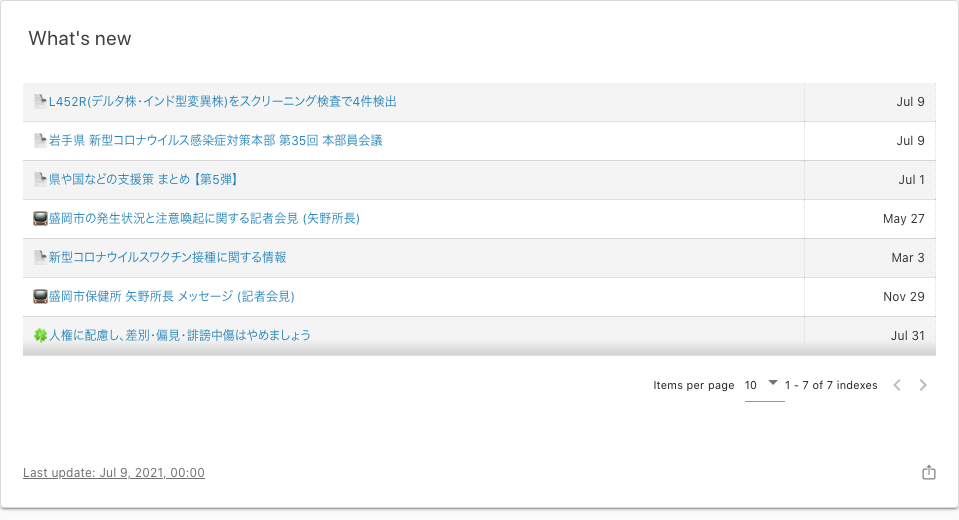 What's new
L452R(デルタ株・インド型変異株)をスクリーニング検査で4件検出 Jul 9
岩手県 新型コロナウイルス感染症対策本部 第35回 本部員会議 Jul 9
県や国などの支援策 まとめ【第5弾】 Jul 1
盛岡市の発生状況と注意喚起に関する記者会見 (矢野所長) May 27
新型コロナウイルスワクチン接種に関する情報 Mar 3
盛岡市保健所 矢野所長 メッセージ (記者会見) Nov 29
人権に配慮し、差別・偏見・誹謗中傷はやめましょう Jul 31
Items per page 10 1 - 7 of 7 indexes
Last update: Jul 9, 2021, 00:00